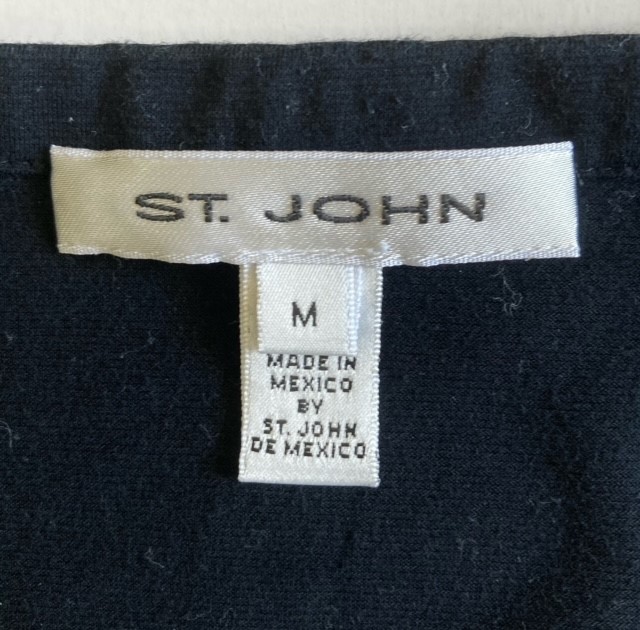 ST. JOHN
M
MADE IN
MEXICO
BY
ST. JOHN
DE MEXICO